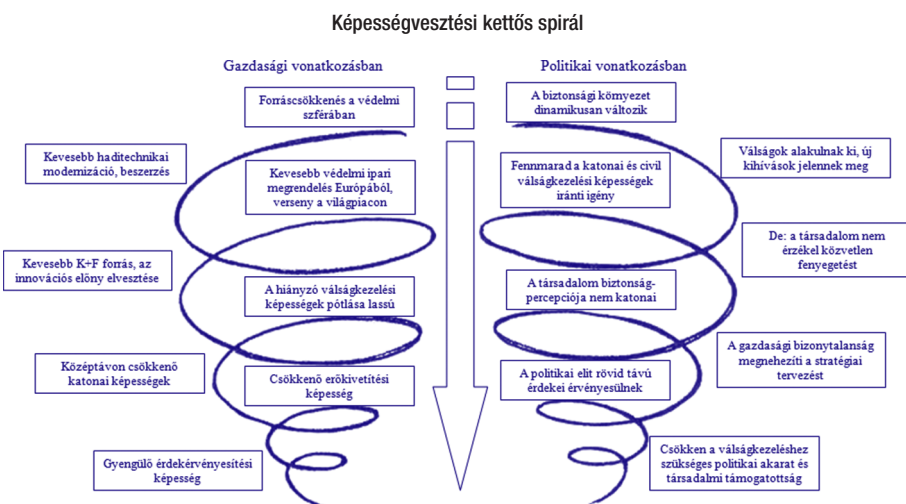 Képességvesztési kettős spirál
Gazdasági vonatkozásban
Forráscsökkenés a védelmi
szférában
Kevesebb haditechnikai
modernizáció, beszerzés
Kevesebb védelmi ipari
megrendelés Európából,
verseny a világpiacon
Kevesebb K+F forrás, az
innovációs előny elvesztése
A hiányzó válságkezelési
képességek pótlása lassú
Középtávon csökkenő
katonai képességek
Csökkenő erőkivetítési
képesség
Gyengülő érdekérvényesítési
képesség
Politikai vonatkozásban
A biztonsági környezet
dinamikusan változik
Válságok alakulnak ki, új
kihívások jelennek meg
Fennmarad a katonai és civil
válságkezelési képességek
iránti igény
De: a társadalom nem
érzékel közvetlen
fenyegetést
A társadalom biztonság-
percepciója nem katonai
A gazdasági bizonytalanság
megnehezíti a stratégiai
tervezést
A politikai elit rövid távú
érdekei érvényesülnek
Csökken a válságkezeléshez
szükséges politikai akarat és
társadalmi támogatottság